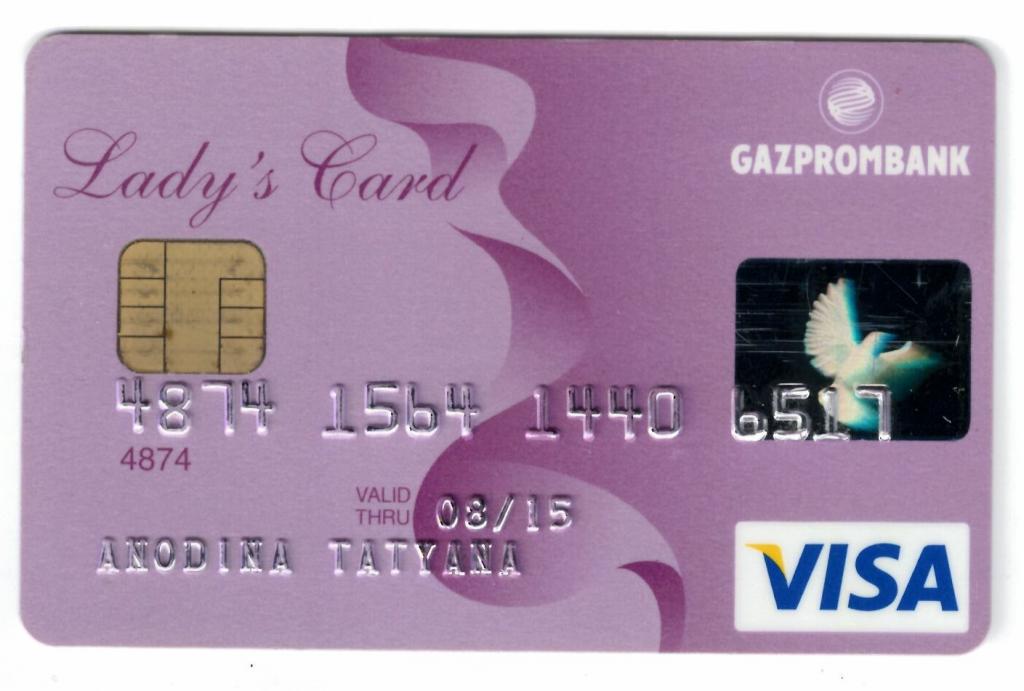 Lady's Card
GAZPROMBANK
4874 1564 1440 6517
4874
VALID
THRU 08/15
ANODINA TATYANA
VISA